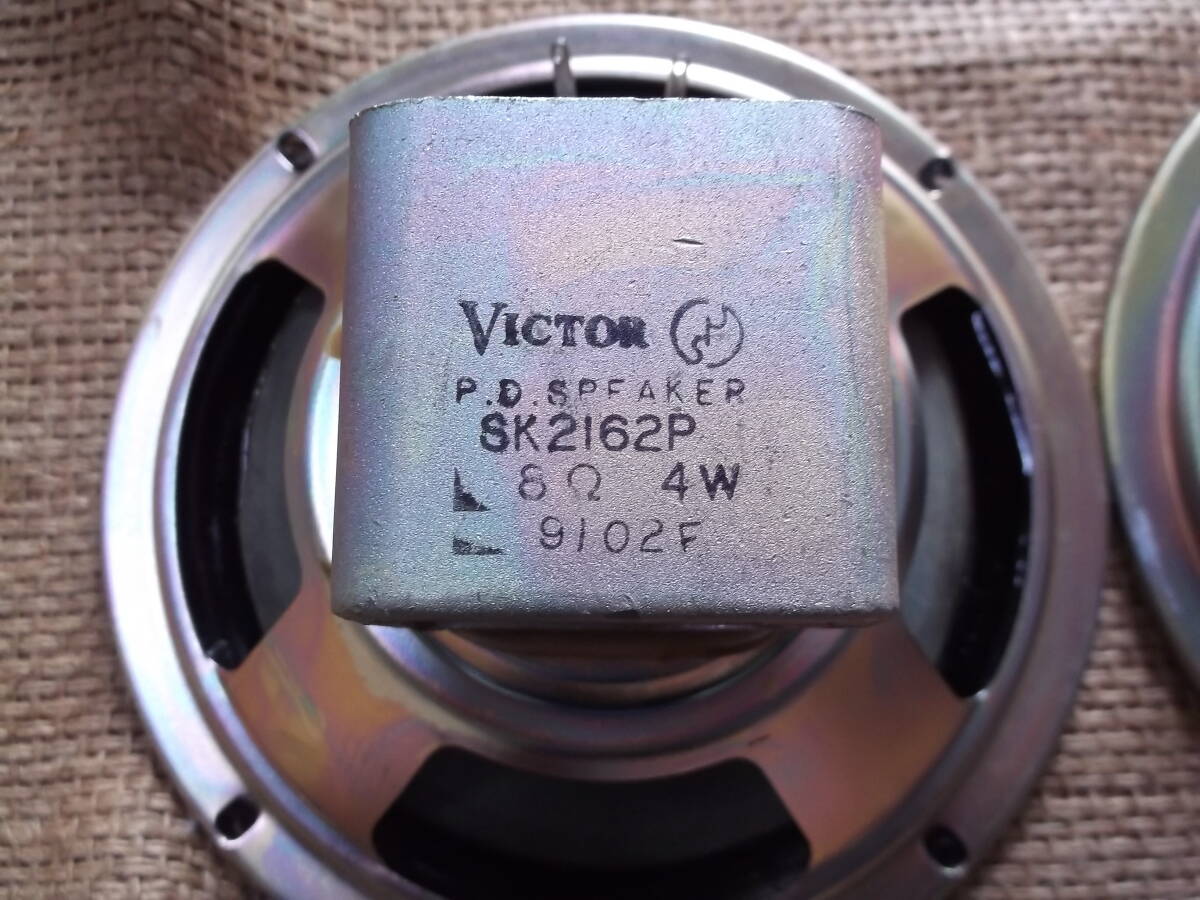 VICTOR
P.D.SPEAKER
SK2162P
8Ω 4W
9102F